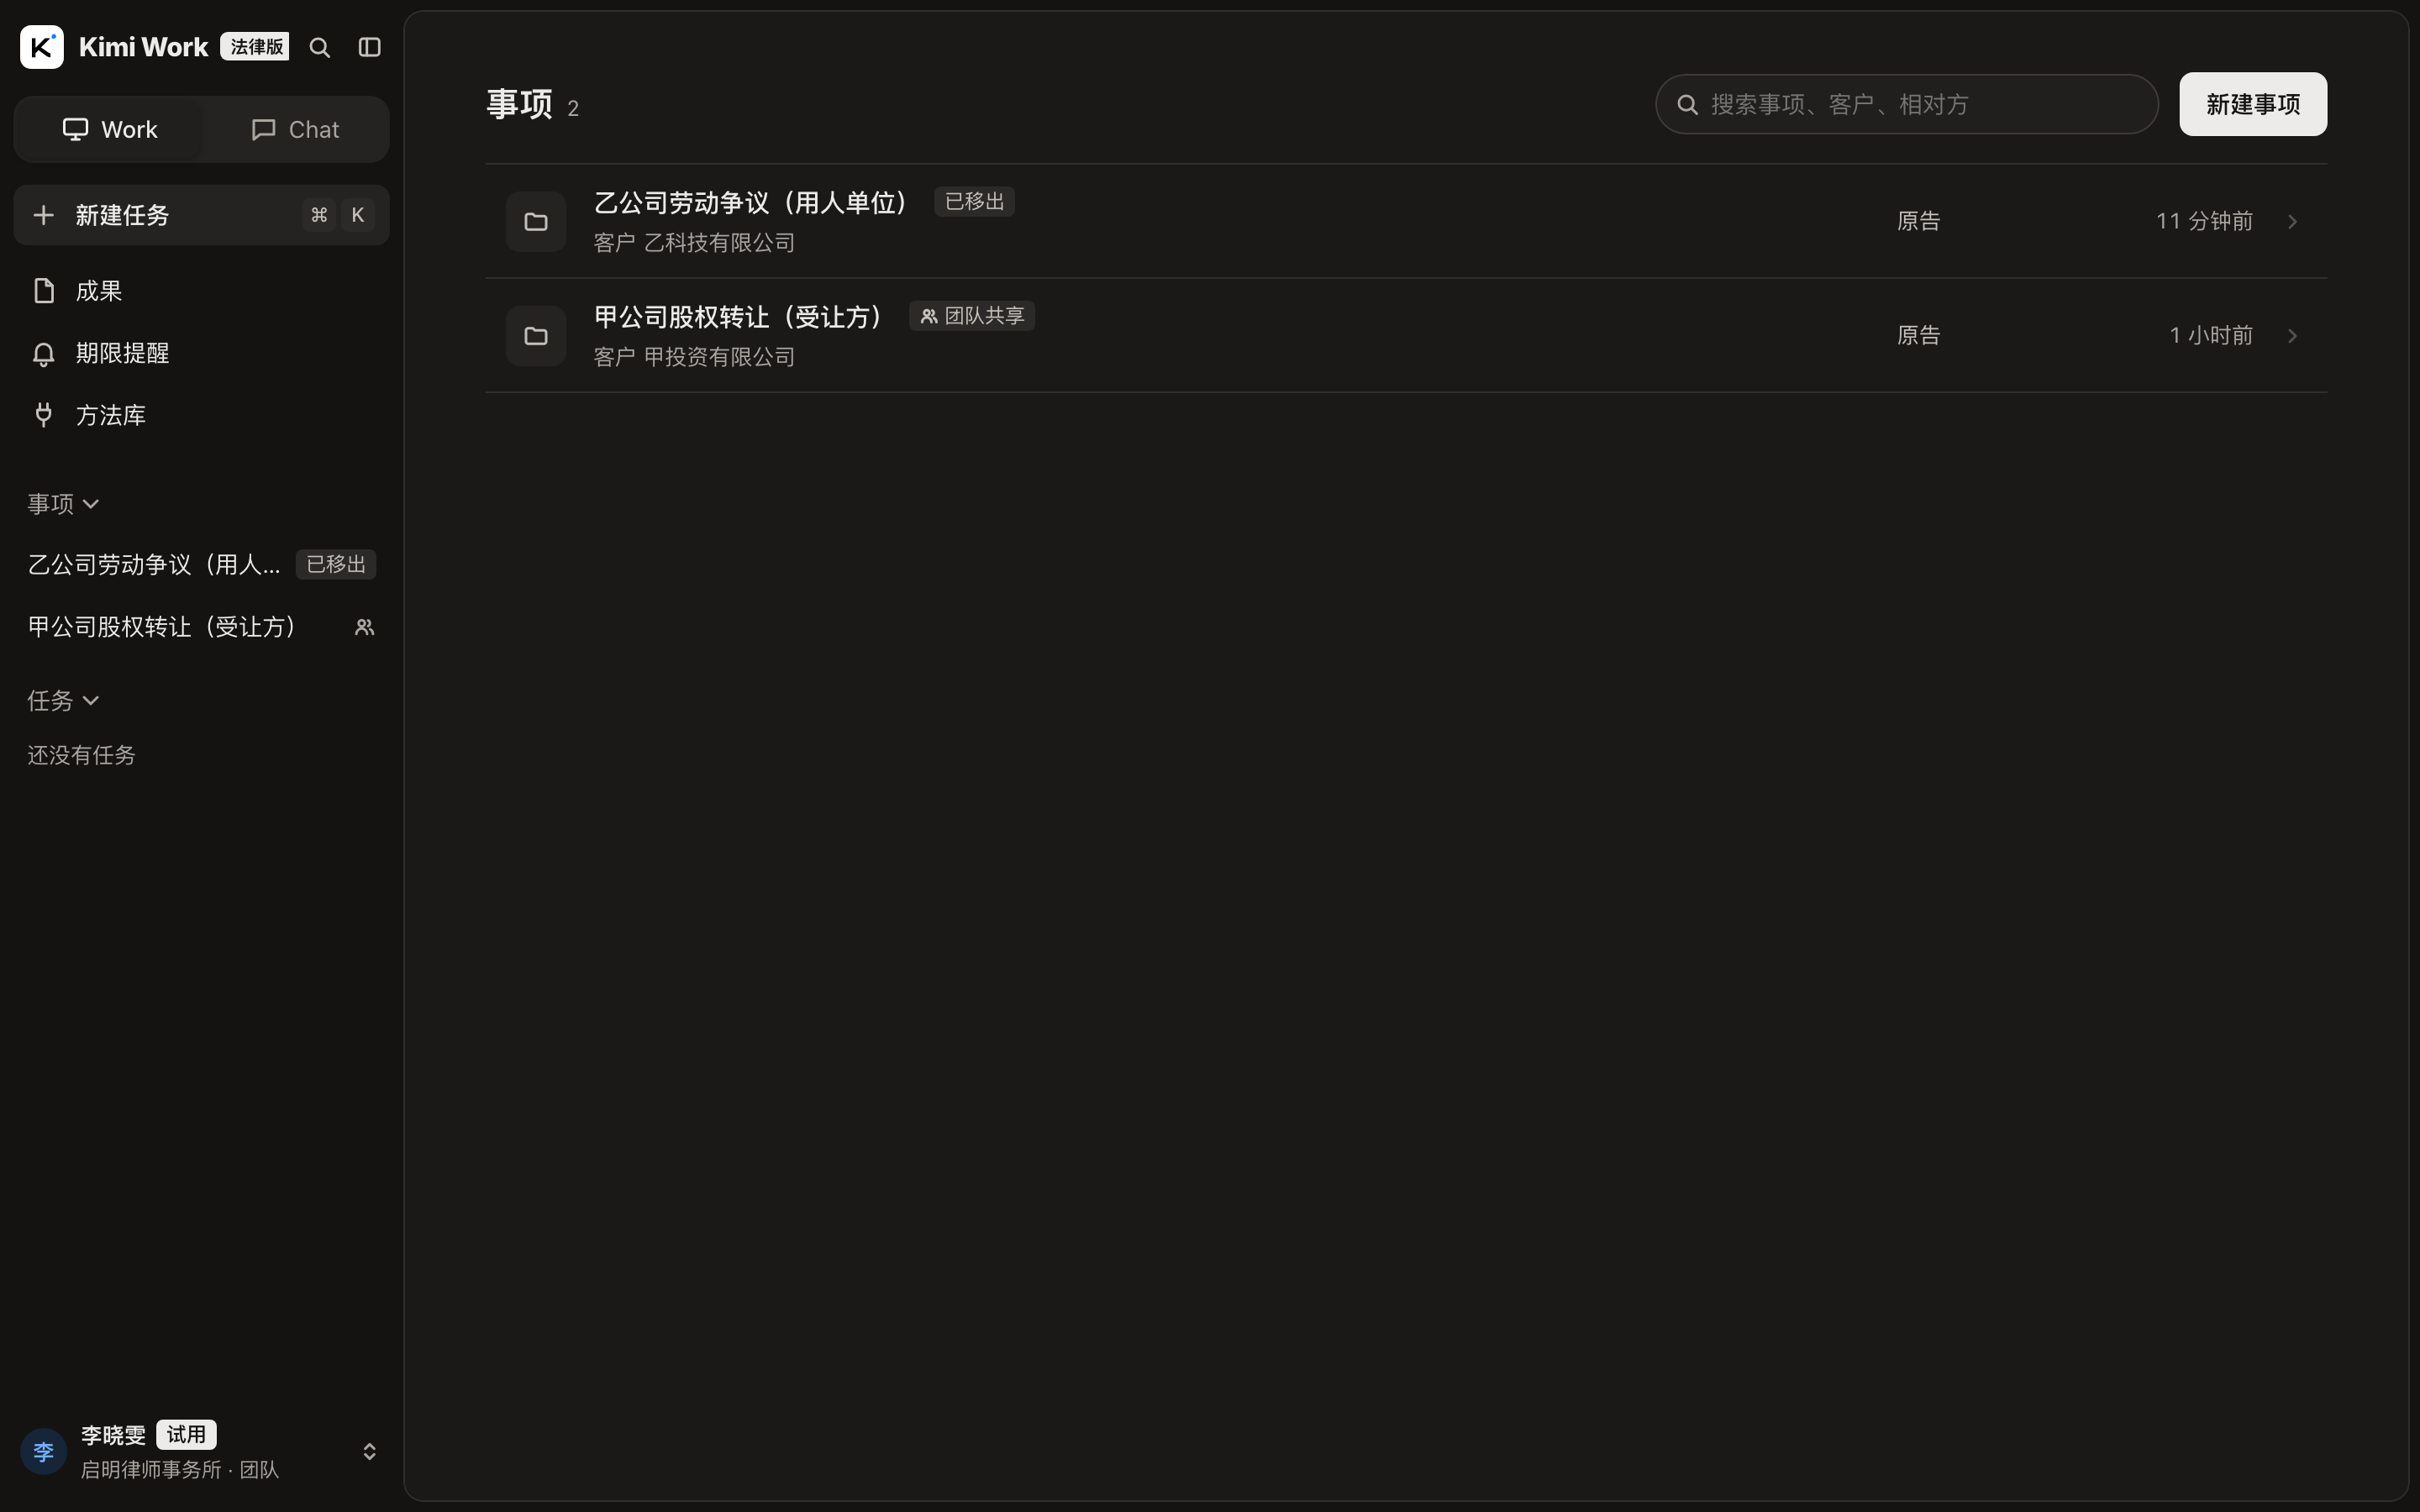 Kimi Work 法律版
Work
Chat
新建任务 ⌘ K
成果
期限提醒
方法库
事项
乙公司劳动争议（用人... 已移出
甲公司股权转让（受让方）
任务
还没有任务
李 李晓雯 试用
启明律师事务所 · 团队
事项 2
搜索事项、客户、相对方
新建事项
乙公司劳动争议（用人单位） 已移出
客户 乙科技有限公司
原告
11 分钟前
甲公司股权转让（受让方） 团队共享
客户 甲投资有限公司
原告
1 小时前